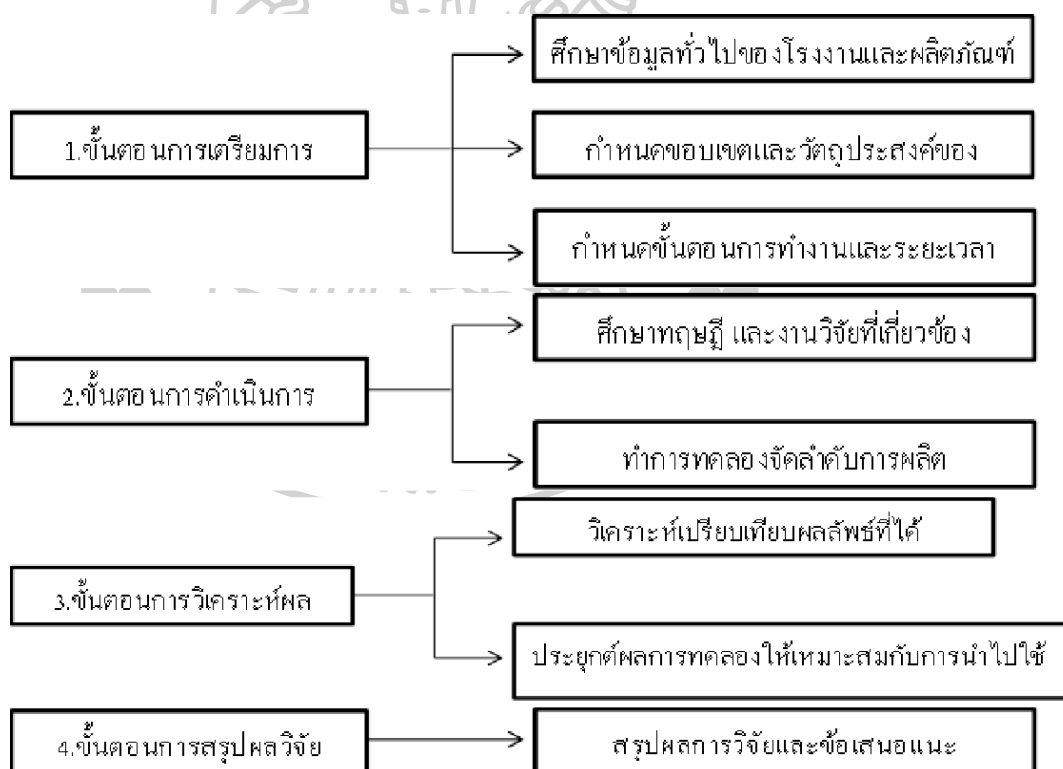 ศึกษาข้อมูลทั่วไปของโรงงานและผลิตภัณฑ์
1.ขั้นตอนการเตรียมการ
กำหนดขอบเขตและวัตถุประสงค์ของ
กำหนดขั้นตอนการทำงานและระยะเวลา
ศึกษาทฤษฎี และงานวิจัยที่เกี่ยวข้อง
2.ขั้นตอนการดำเนินการ
ทำการทดลองจัดลำดับการผลิต
วิเคราะห์เปรียบเทียบผลลัพธ์ที่ได้
3.ขั้นตอนการวิเคราะห์ผล
ประยุกต์ผลการทดลองให้เหมาะสมกับการนำไปใช้
4.ขั้นตอนการสรุปผลวิจัย
สรุปผลการวิจัยและข้อเสนอแนะ